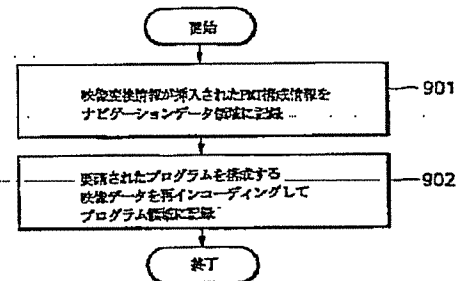 開始
映像変換情報が挿入されたPMT構成情報を
ナビゲーションデータ領域に記録
901
要請されたプログラムを構成する
映像データを再インコーディングして
プログラム領域に記録
902
終了